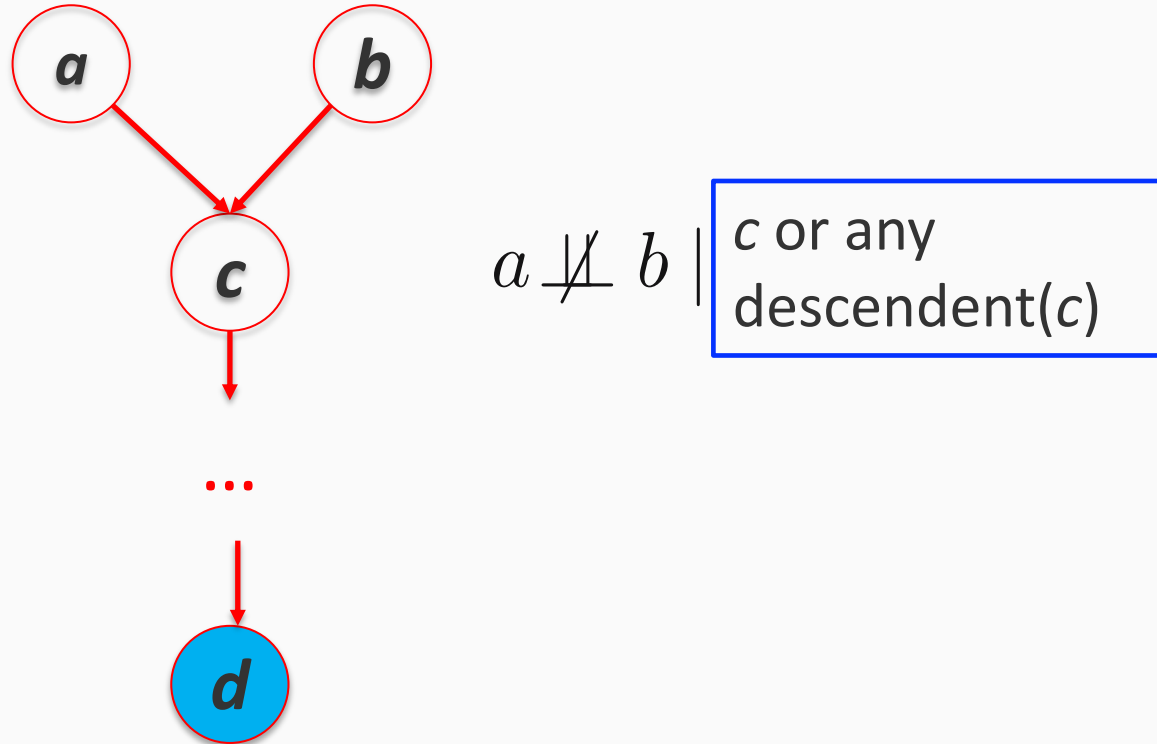 a b
c
a ⫫̸ b | c or any
descendent(c)
...
d